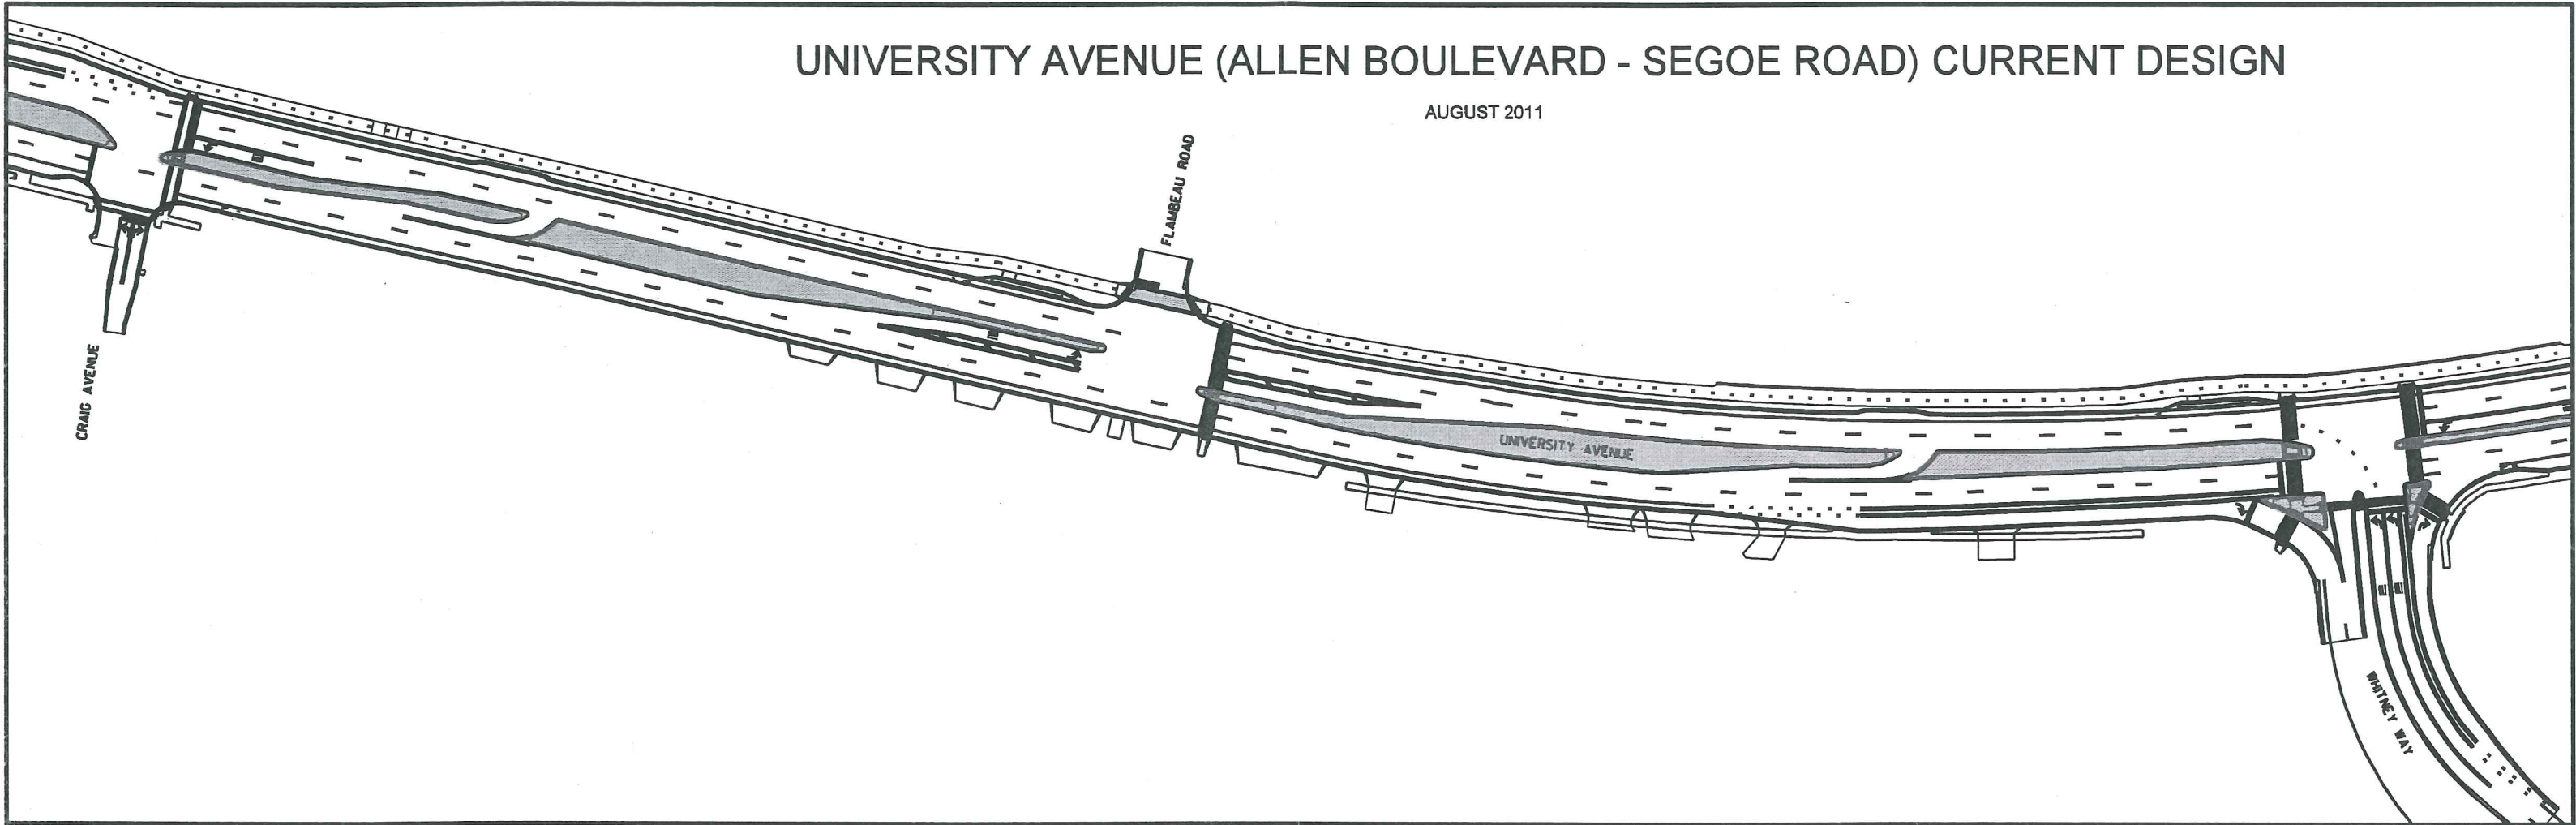 UNIVERSITY AVENUE (ALLEN BOULEVARD - SEGOE ROAD) CURRENT DESIGN
AUGUST 2011
CRAIG AVENUE
FLAMBEAU ROAD
UNIVERSITY AVENUE
WHITNEY WAY